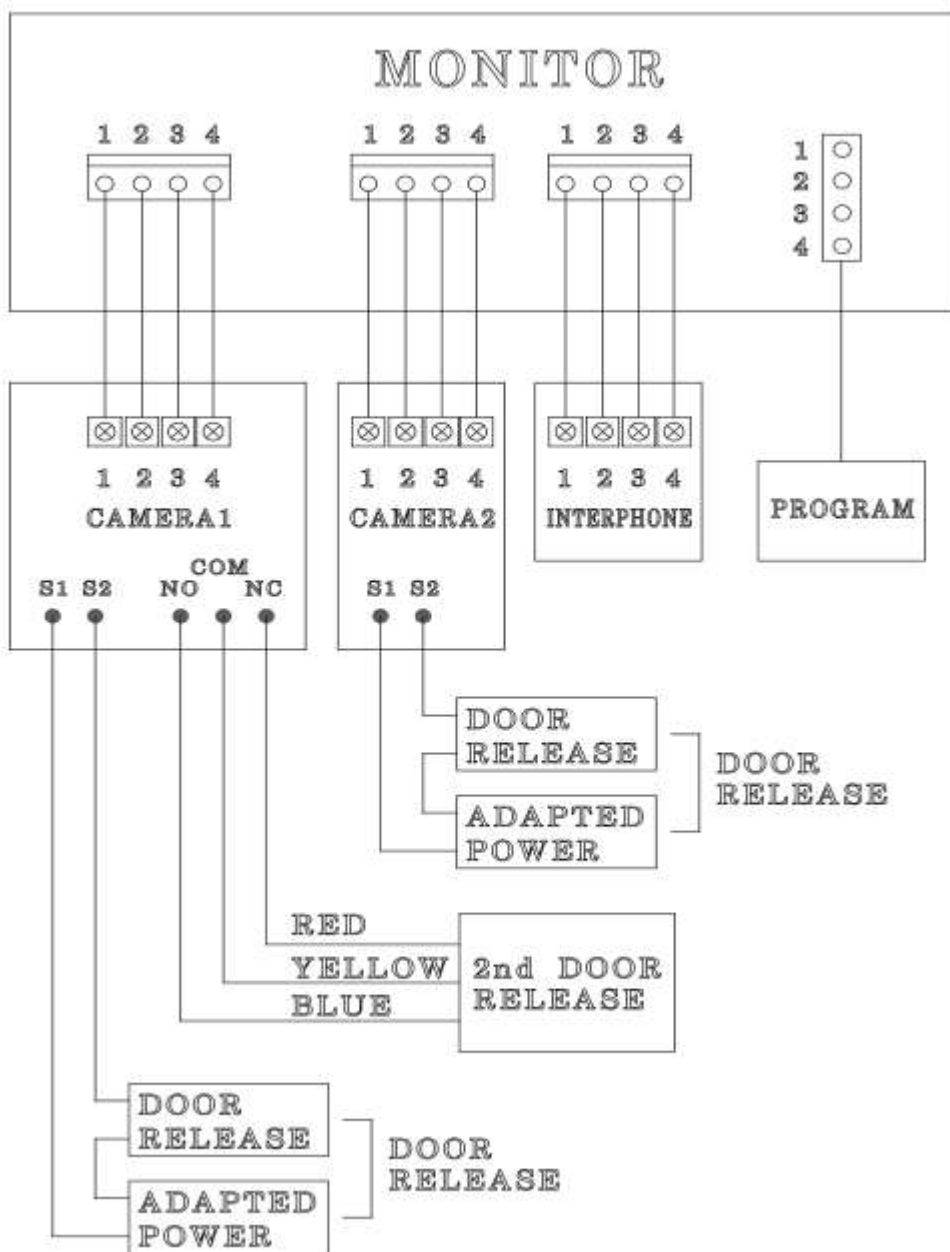 MONITOR
1 2 3 4
1 2 3 4
1 2 3 4
1
2
3
4
1 2 3 4
CAMERA1
COM
S1 S2 NO NC
1 2 3 4
CAMERA2
S1 S2
1 2 3 4
INTERPHONE
PROGRAM
DOOR
RELEASE
ADAPTED
POWER
DOOR
RELEASE
RED
YELLOW
BLUE
2nd DOOR
RELEASE
DOOR
RELEASE
ADAPTED
POWER
DOOR
RELEASE